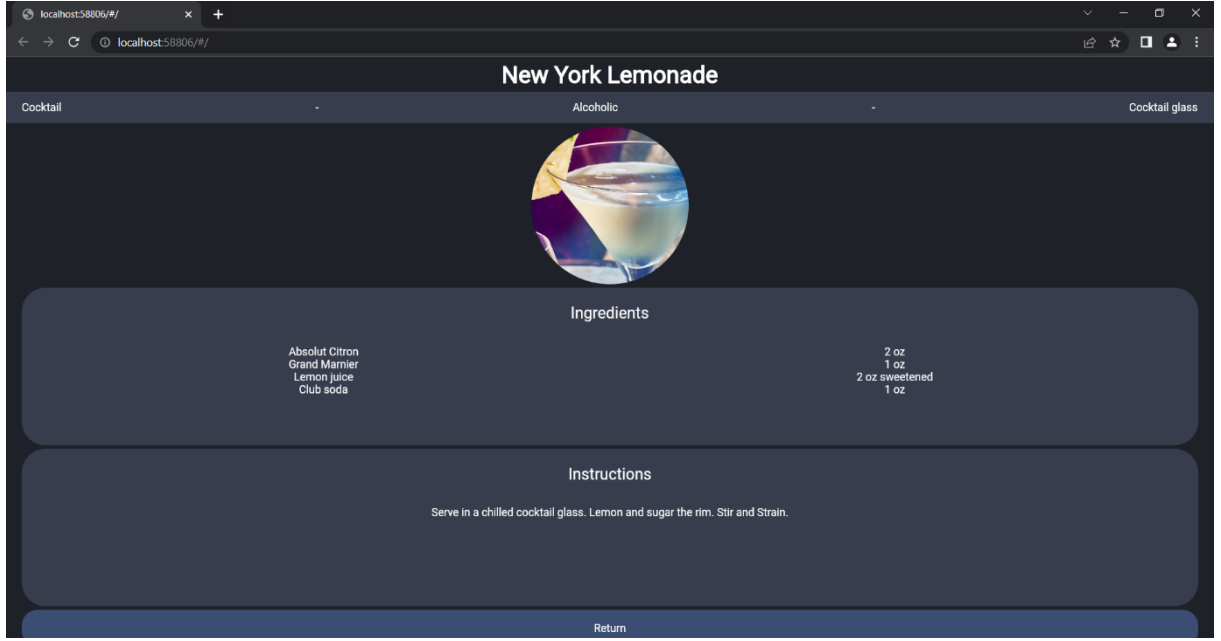 localhost:58806/#/
localhost:58806/#/
New York Lemonade
Cocktail - Alcoholic - Cocktail glass
Ingredients
Absolut Citron 2 oz
Grand Marnier 1 oz
Lemon juice 2 oz sweetened
Club soda 1 oz
Instructions
Serve in a chilled cocktail glass. Lemon and sugar the rim. Stir and Strain.
Return